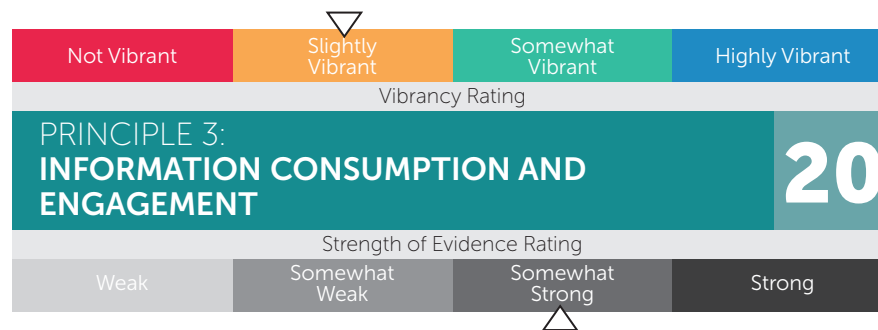 Not Vibrant
Slightly
Vibrant
Somewhat
Vibrant
Highly Vibrant
Vibrancy Rating
PRINCIPLE 3:
INFORMATION CONSUMPTION AND
ENGAGEMENT
20
Strength of Evidence Rating
Weak
Somewhat
Weak
Somewhat
Strong
Strong